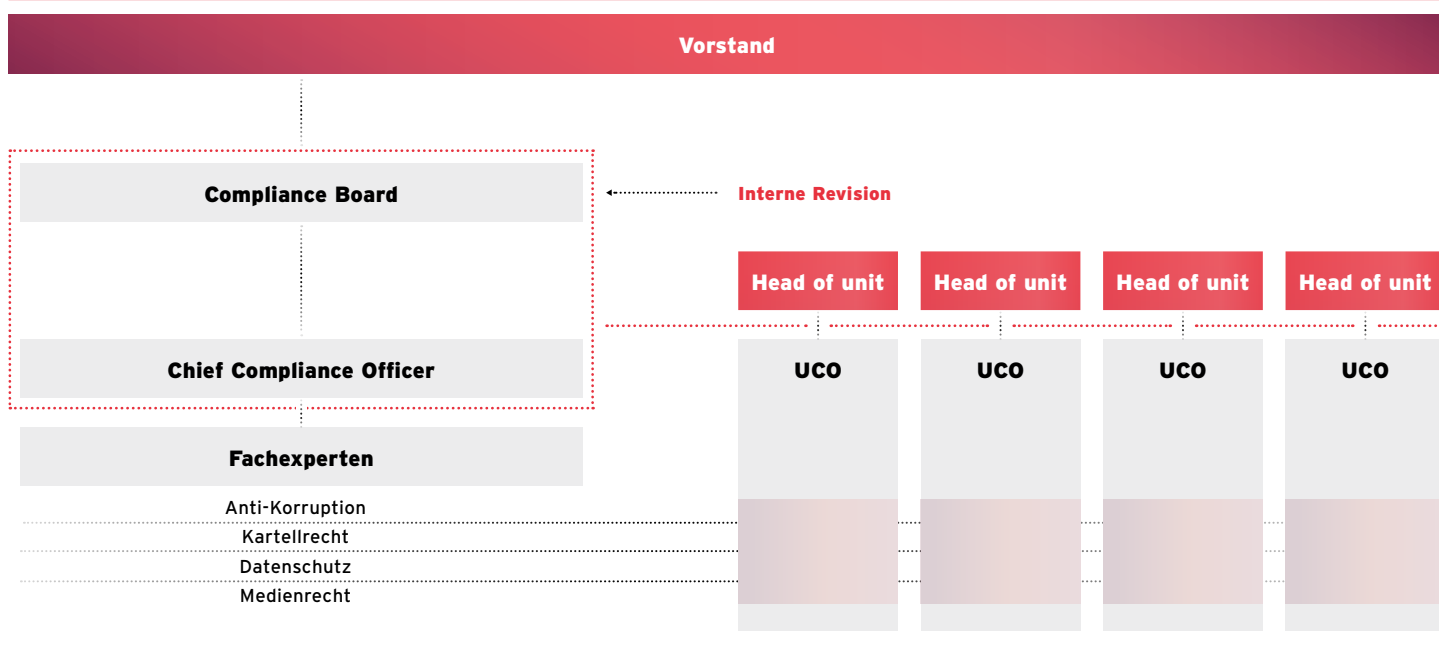 Vorstand
Compliance Board
Interne Revision
Head of unit
Head of unit
Head of unit
Head of unit
Chief Compliance Officer
UCO
UCO
UCO
UCO
Fachexperten
Anti-Korruption
Kartellrecht
Datenschutz
Medienrecht